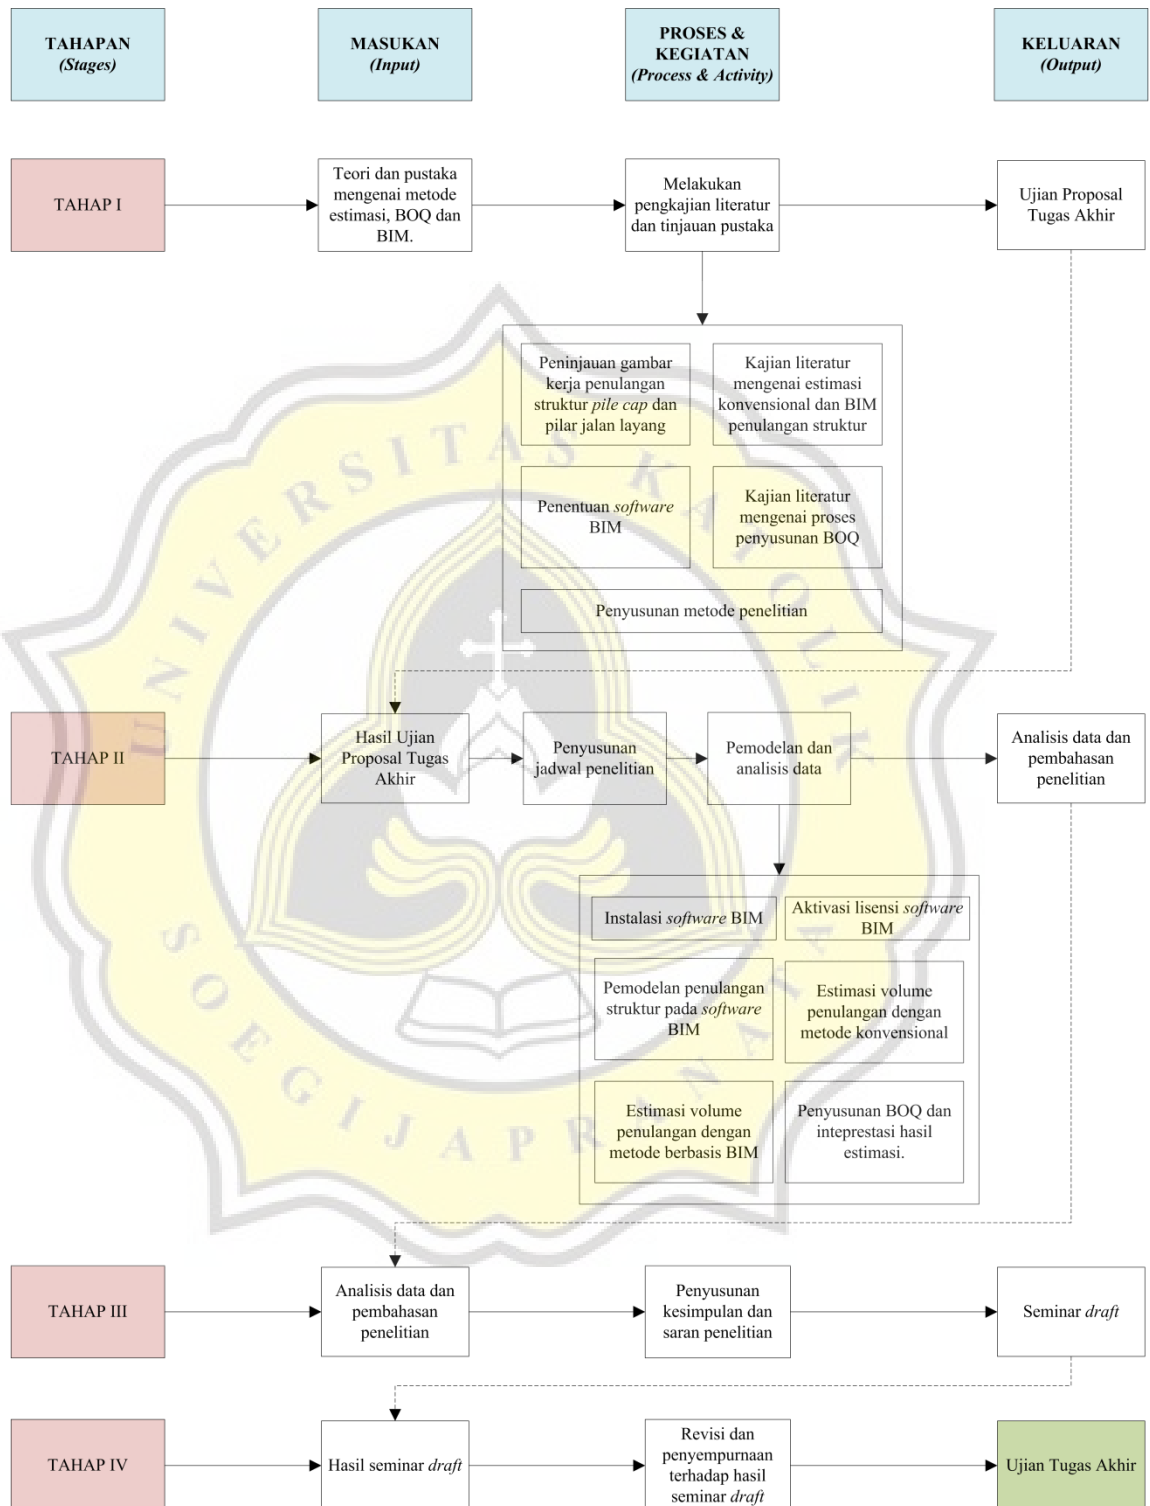 TAHAPAN
(Stages)
MASUKAN
(Input)
PROSES &
KEGIATAN
(Process & Activity)
KELUARAN
(Output)
TAHAP I
Teori dan pustaka
mengenai metode
estimasi, BOQ dan
BIM.
Melakukan
pengkajian literatur
dan tinjauan pustaka
Ujian Proposal
Tugas Akhir
Peninjauan gambar
kerja penulangan
struktur pile cap dan
pilar jalan layang
Kajian literatur
mengenai estimasi
konvensional dan BIM
penulangan struktur
Penentuan software
BIM
Kajian literatur
mengenai proses
penyusunan BOQ
Penyusunan metode penelitian
TAHAP II
Hasil Ujian
Proposal Tugas
Akhir
Penyusunan
jadwal penelitian
Pemodelan dan
analisis data
Analisis data dan
pembahasan
penelitian
Instalasi software BIM
Aktivasi lisensi software
BIM
Pemodelan penulangan
struktur pada software
BIM
Estimasi volume
penulangan dengan
metode konvensional
Estimasi volume
penulangan dengan
metode berbasis BIM
Penyusunan BOQ dan
inteprestasi hasil
estimasi.
TAHAP III
Analisis data dan
pembahasan
penelitian
Penyusunan
kesimpulan dan
saran penelitian
Seminar draft
TAHAP IV
Hasil seminar draft
Revisi dan
penyempurnaan
terhadap hasil
seminar draft
Ujian Tugas Akhir
UNIVERSITAS KATOLIK
SOEGIJAPRANATA